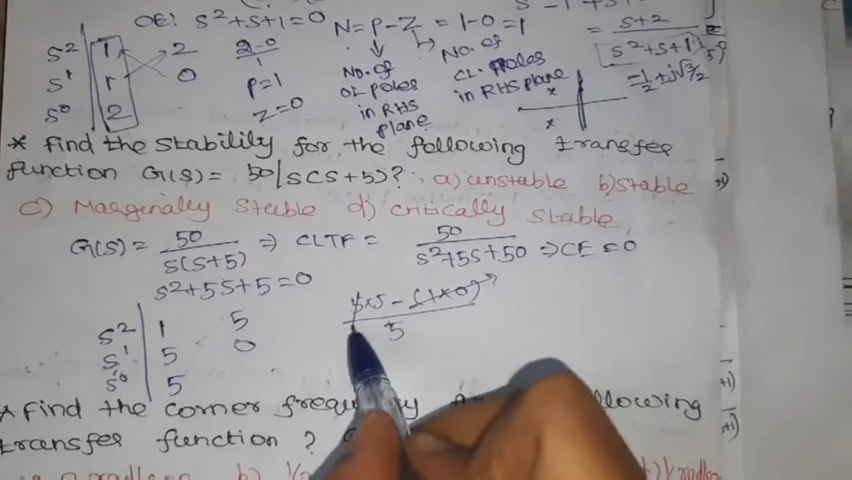 OE: s²+s+1=0 N=P-Z = 1-0=1 = s+2 / s²+s+1
s² | 1 2 2-0 / 1
s¹ | 1 0 P=1
s⁰ | 2 Z=0
No. of OL poles in RHS plane
No. of CL poles in RHS plane
-1/2 ± j√3/2
* find the stability for the following transfer
function G(s)= 50/s(s+5)? a) unstable b) stable
c) Marginally stable d) critically stable
G(s)= 50 / s(s+5) ⇒ CLTF = 50 / s²+5s+50 ⇒ CE=0
s²+5s+5=0
s² | 1 5
s¹ | 5 0
s⁰ | 5
5×5-(1×0) / 5
* find the corner
transfer function?